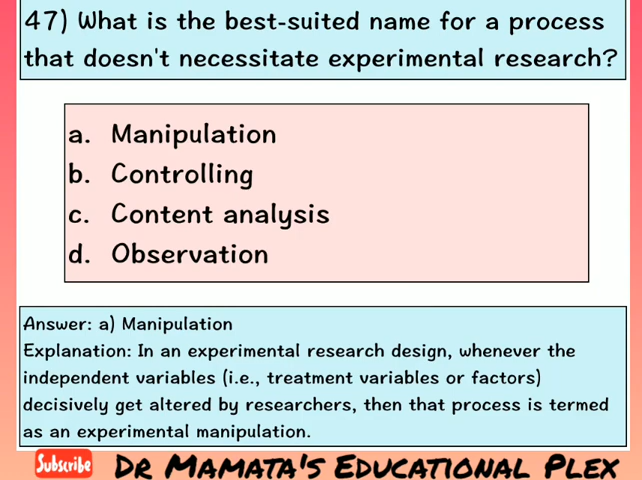 47) What is the best-suited name for a process
that doesn't necessitate experimental research?
a. Manipulation
b. Controlling
c. Content analysis
d. Observation
Answer: a) Manipulation
Explanation: In an experimental research design, whenever the
independent variables (i.e., treatment variables or factors)
decisively get altered by researchers, then that process is termed
as an experimental manipulation.
Subscribe DR MAMATA'S EDUCATIONAL PLEX